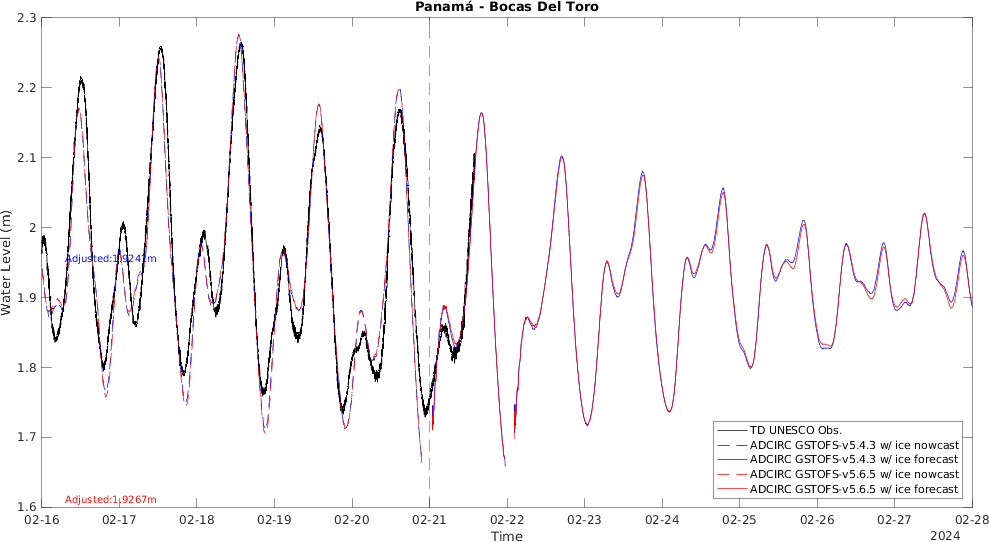 Panamá - Bocas Del Toro
2.3
2.2
2.1
2
1.9
1.8
1.7
1.6
Water Level (m)
Adjusted:1.9242m
Adjusted:1.9267m
TD UNESCO Obs.
ADCIRC GSTOFS-v5.4.3 w/ ice nowcast
ADCIRC GSTOFS-v5.4.3 w/ ice forecast
ADCIRC GSTOFS-v5.6.5 w/ ice nowcast
ADCIRC GSTOFS-v5.6.5 w/ ice forecast
02-16 02-17 02-18 02-19 02-20 02-21 02-22 02-23 02-24 02-25 02-26 02-27 02-28
Time
2024